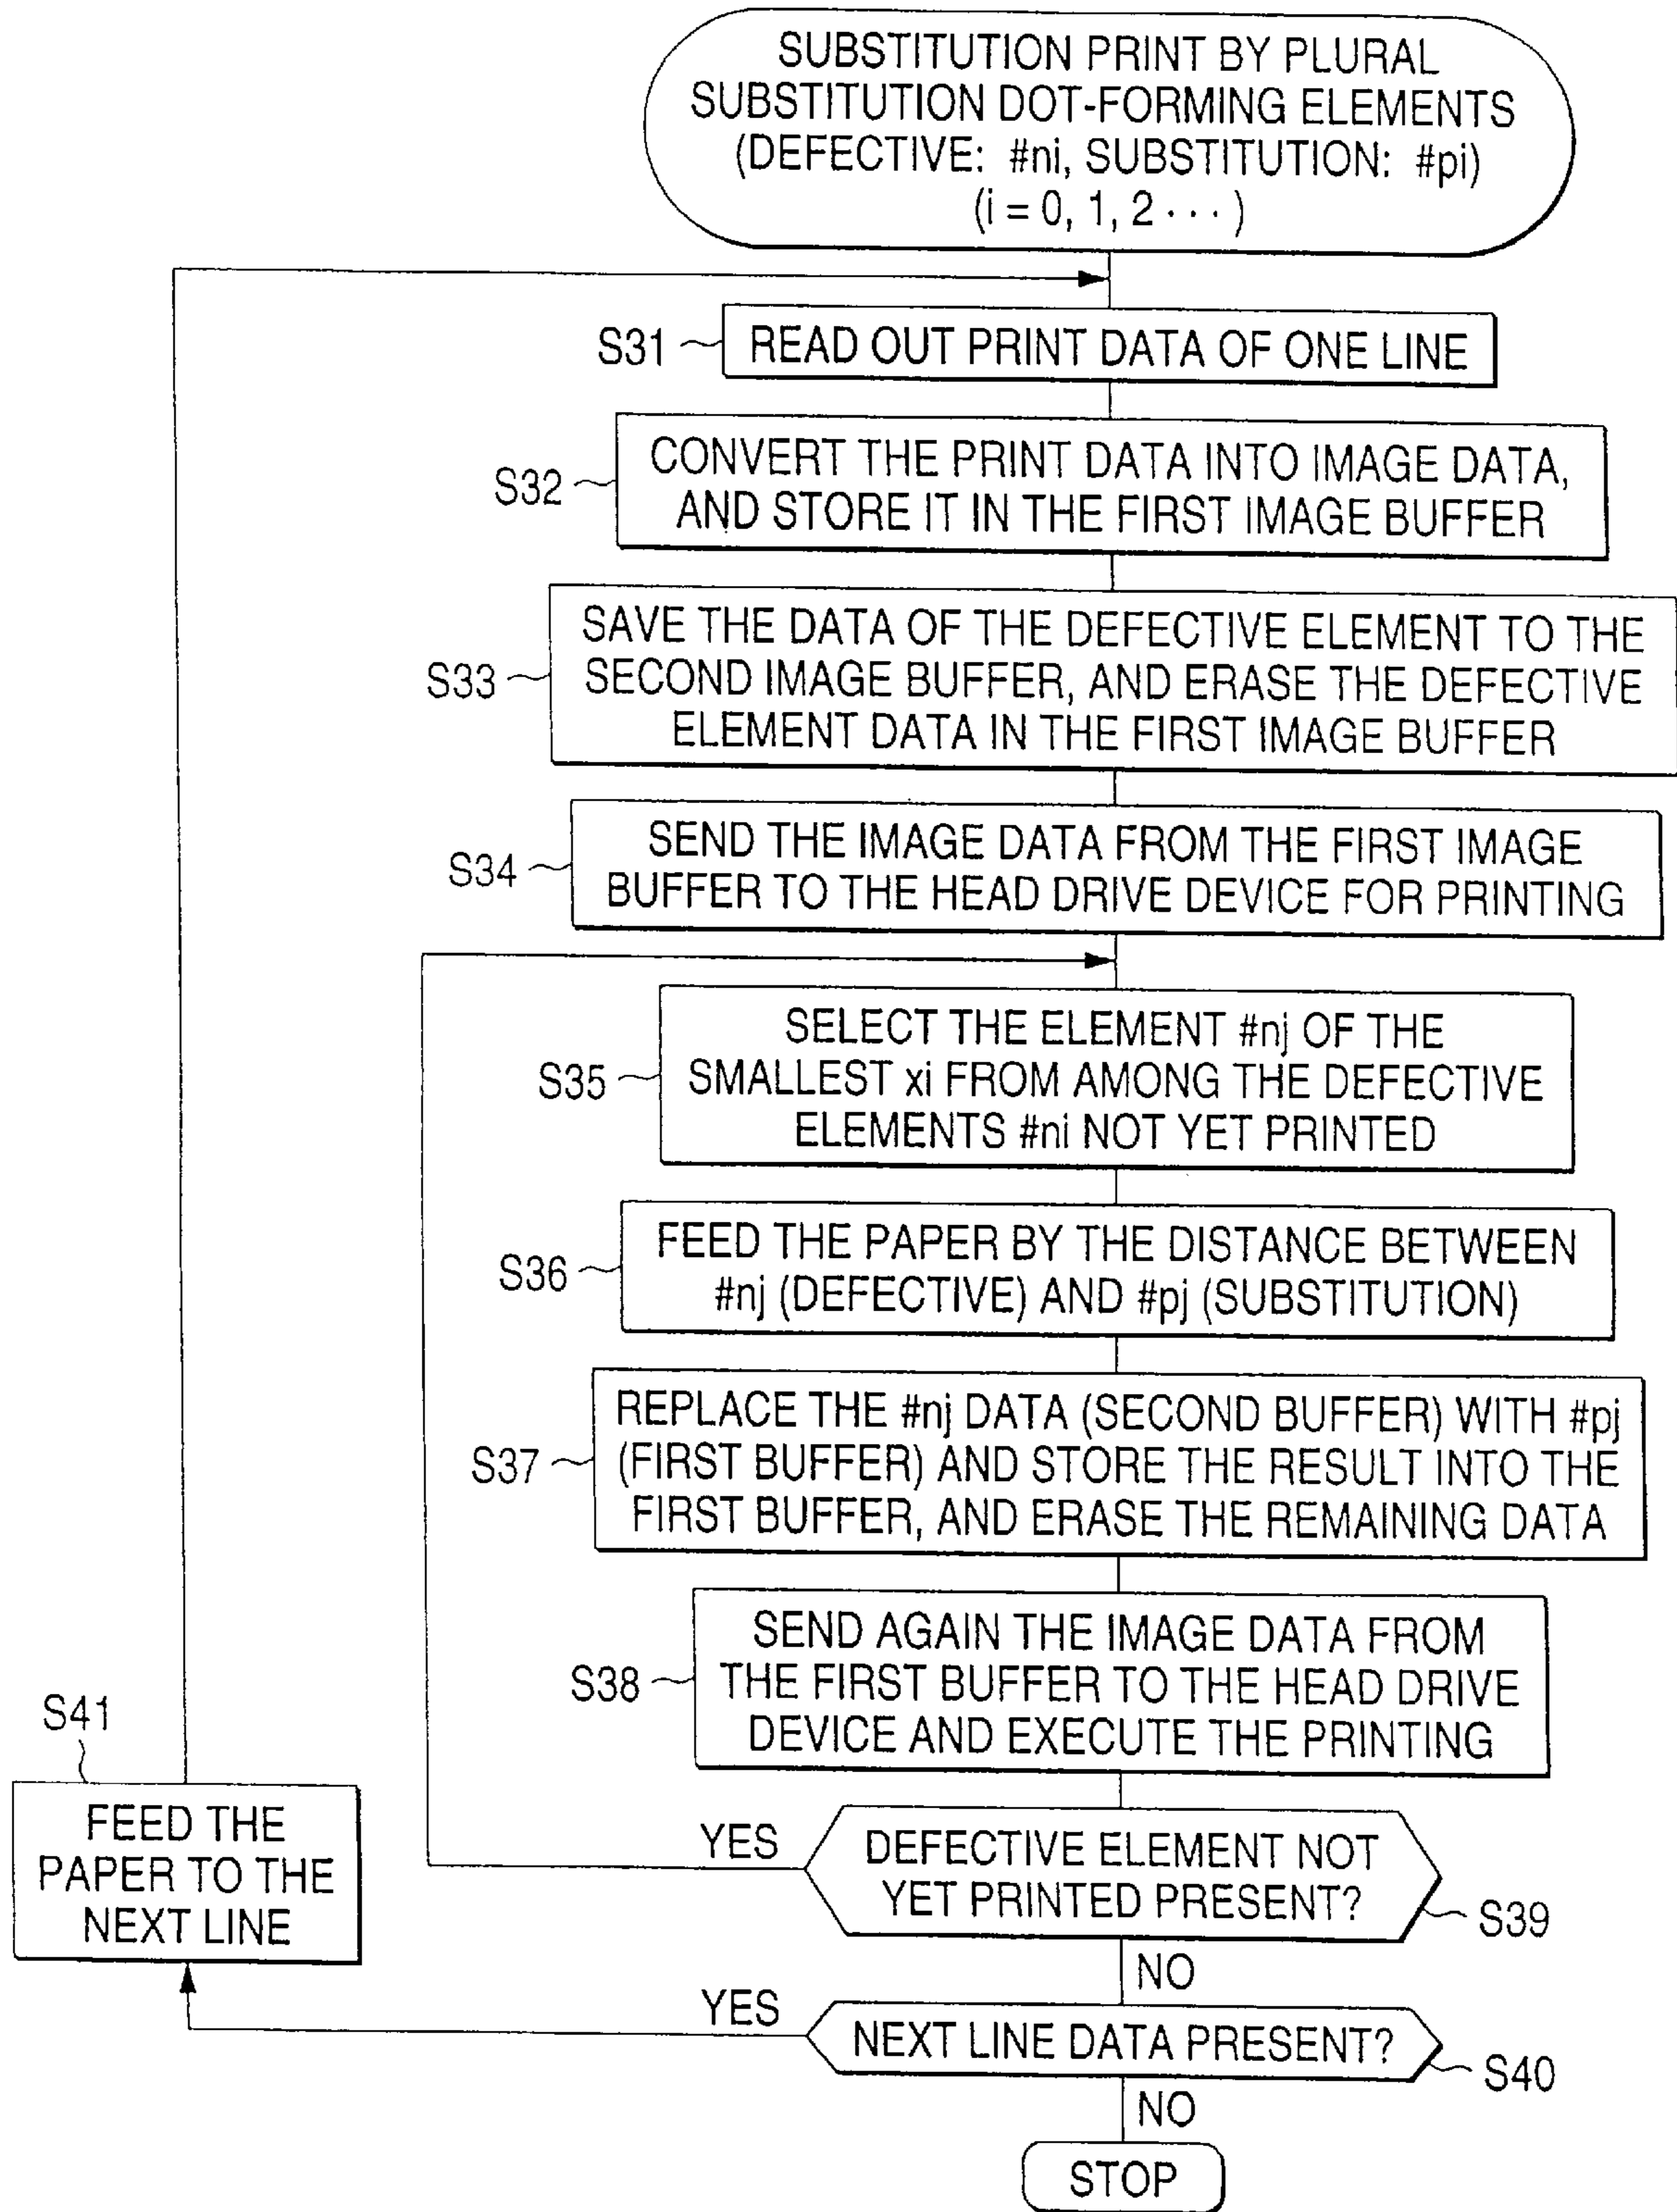 SUBSTITUTION PRINT BY PLURAL
SUBSTITUTION DOT-FORMING ELEMENTS
(DEFECTIVE: #ni, SUBSTITUTION: #pi)
(i = 0, 1, 2 · · · )
S31
READ OUT PRINT DATA OF ONE LINE
S32
CONVERT THE PRINT DATA INTO IMAGE DATA,
AND STORE IT IN THE FIRST IMAGE BUFFER
S33
SAVE THE DATA OF THE DEFECTIVE ELEMENT TO THE
SECOND IMAGE BUFFER, AND ERASE THE DEFECTIVE
ELEMENT DATA IN THE FIRST IMAGE BUFFER
S34
SEND THE IMAGE DATA FROM THE FIRST IMAGE
BUFFER TO THE HEAD DRIVE DEVICE FOR PRINTING
S35
SELECT THE ELEMENT #nj OF THE
SMALLEST xi FROM AMONG THE DEFECTIVE
ELEMENTS #ni NOT YET PRINTED
S36
FEED THE PAPER BY THE DISTANCE BETWEEN
#nj (DEFECTIVE) AND #pj (SUBSTITUTION)
S37
REPLACE THE #nj DATA (SECOND BUFFER) WITH #pj
(FIRST BUFFER) AND STORE THE RESULT INTO THE
FIRST BUFFER, AND ERASE THE REMAINING DATA
S38
SEND AGAIN THE IMAGE DATA FROM
THE FIRST BUFFER TO THE HEAD DRIVE
DEVICE AND EXECUTE THE PRINTING
S41
FEED THE
PAPER TO THE
NEXT LINE
YES
DEFECTIVE ELEMENT NOT
YET PRINTED PRESENT?
S39
NO
YES
NEXT LINE DATA PRESENT?
S40
NO
STOP